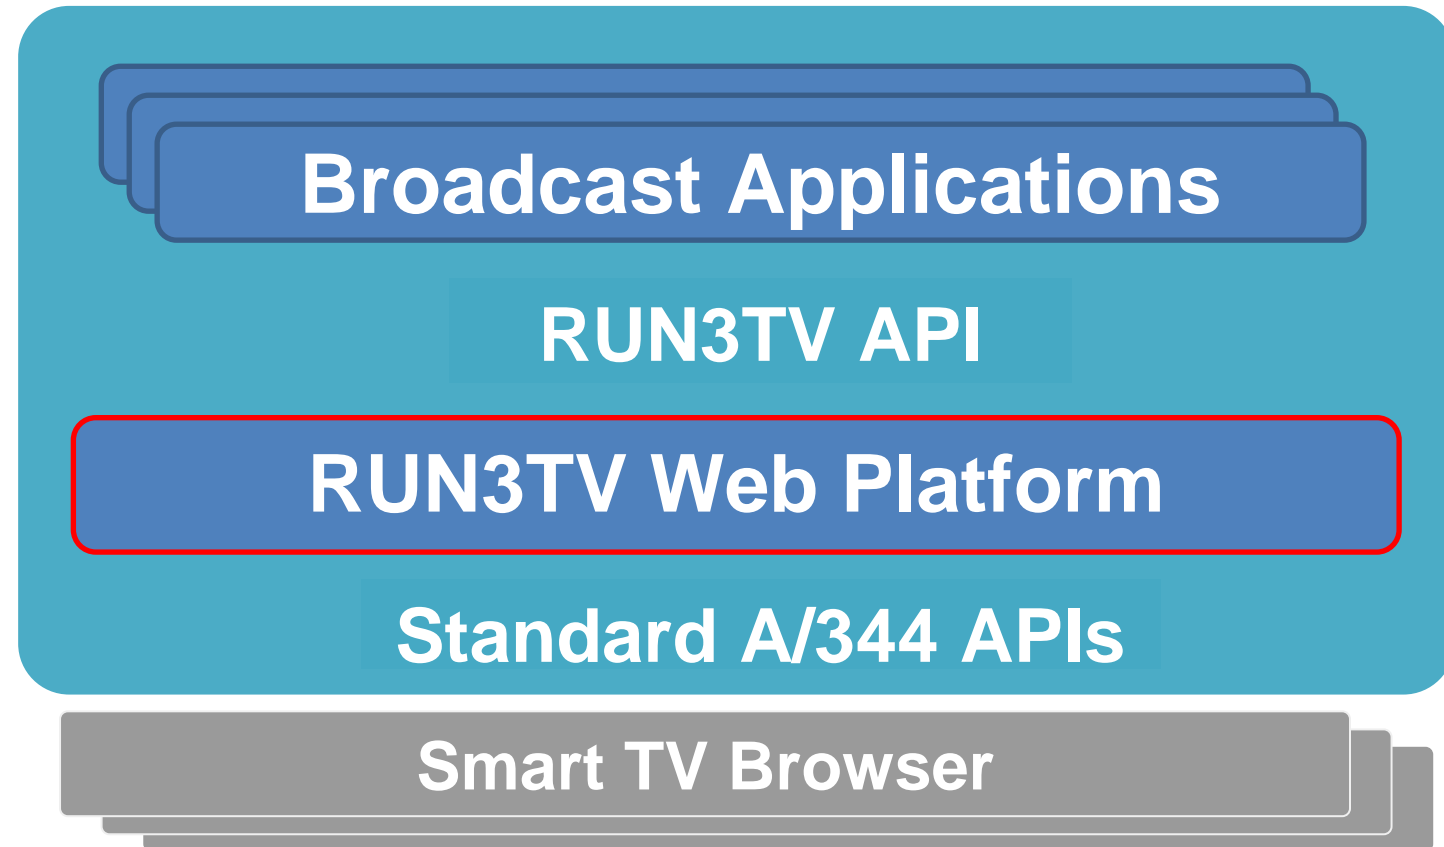 Broadcast Applications
RUN3TV API
RUN3TV Web Platform
Standard A/344 APIs
Smart TV Browser